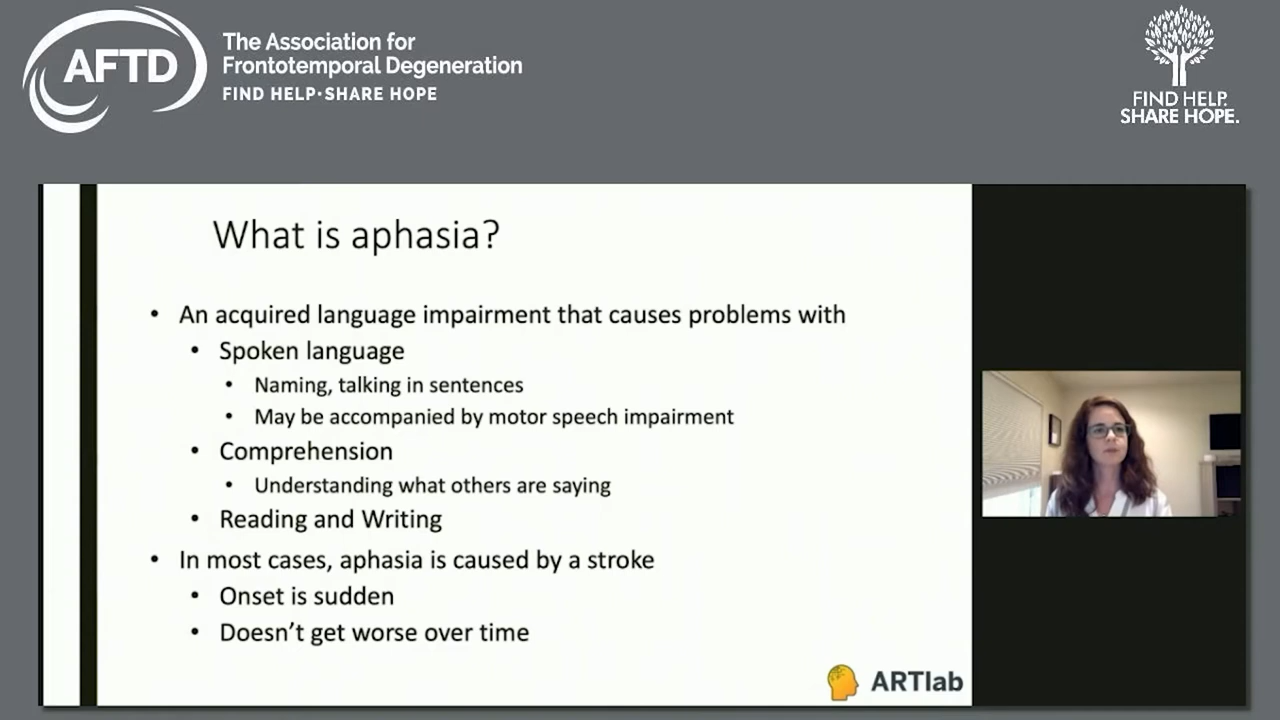 AFTD
The Association for
Frontotemporal Degeneration
FIND HELP•SHARE HOPE
FIND HELP.
SHARE HOPE.
What is aphasia?
• An acquired language impairment that causes problems with
• Spoken language
• Naming, talking in sentences
• May be accompanied by motor speech impairment
• Comprehension
• Understanding what others are saying
• Reading and Writing
• In most cases, aphasia is caused by a stroke
• Onset is sudden
• Doesn’t get worse over time
ARTlab